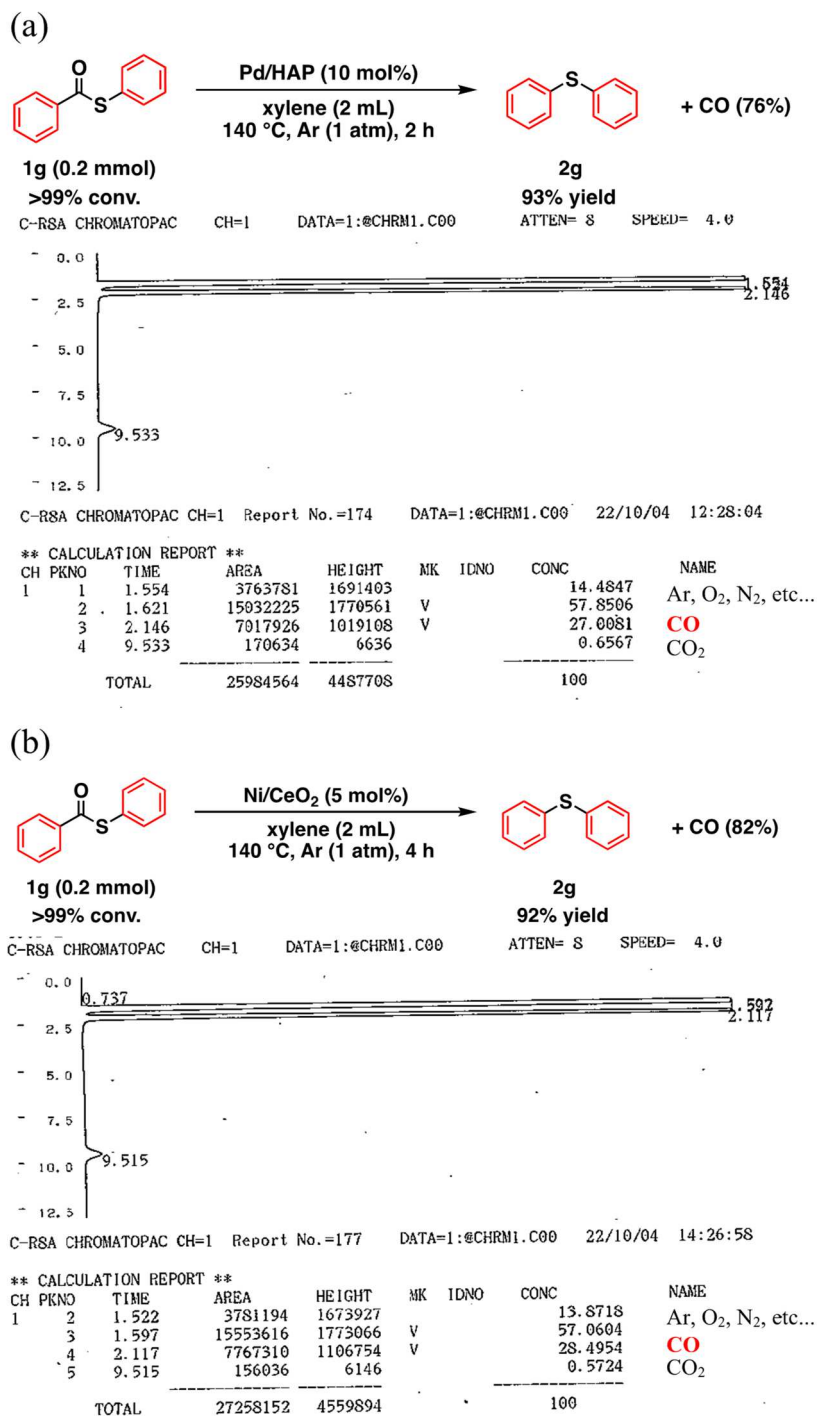 (a)
O
S
Pd/HAP (10 mol%)
xylene (2 mL)
140 °C, Ar (1 atm), 2 h
S
+ CO (76%)
1g (0.2 mmol)
>99% conv.
2g
93% yield
C-R8A CHROMATOPAC CH=1 DATA=1:@CHRM1.C00 ATTEN= 8 SPEED= 4.0
0.0
2.146
2.5
5.0
7.5
9.533
10.0
12.5
C-R8A CHROMATOPAC CH=1 Report No.=174 DATA=1:@CHRM1.C00 22/10/04 12:28:04
** CALCULATION REPORT **
CH PKNO TIME AREA HEIGHT MK IDNO CONC NAME
1 1 1.554 3763781 1691403 14.4847 Ar, O₂, N₂, etc...
2 1.621 15032225 1770561 V 57.8506
3 2.146 7017926 1019108 V 27.0081 CO
4 9.533 170634 6636 0.6567 CO₂
TOTAL 25984564 4487708 100
(b)
O
S
Ni/CeO₂ (5 mol%)
xylene (2 mL)
140 °C, Ar (1 atm), 4 h
S
+ CO (82%)
1g (0.2 mmol)
>99% conv.
2g
92% yield
C-R8A CHROMATOPAC CH=1 DATA=1:@CHRM1.C00 ATTEN= 8 SPEED= 4.0
0.0
0.737
2.117
2.5
5.0
7.5
9.515
10.0
12.5
C-R8A CHROMATOPAC CH=1 Report No.=177 DATA=1:@CHRM1.C00 22/10/04 14:26:58
** CALCULATION REPORT **
CH PKNO TIME AREA HEIGHT MK IDNO CONC NAME
1 2 1.522 3781194 1673927 13.8718 Ar, O₂, N₂, etc...
3 1.597 15553616 1773066 V 57.0604
4 2.117 7767310 1106754 V 28.4954 CO
5 9.515 156036 6146 0.5724 CO₂
TOTAL 27258152 4559894 100